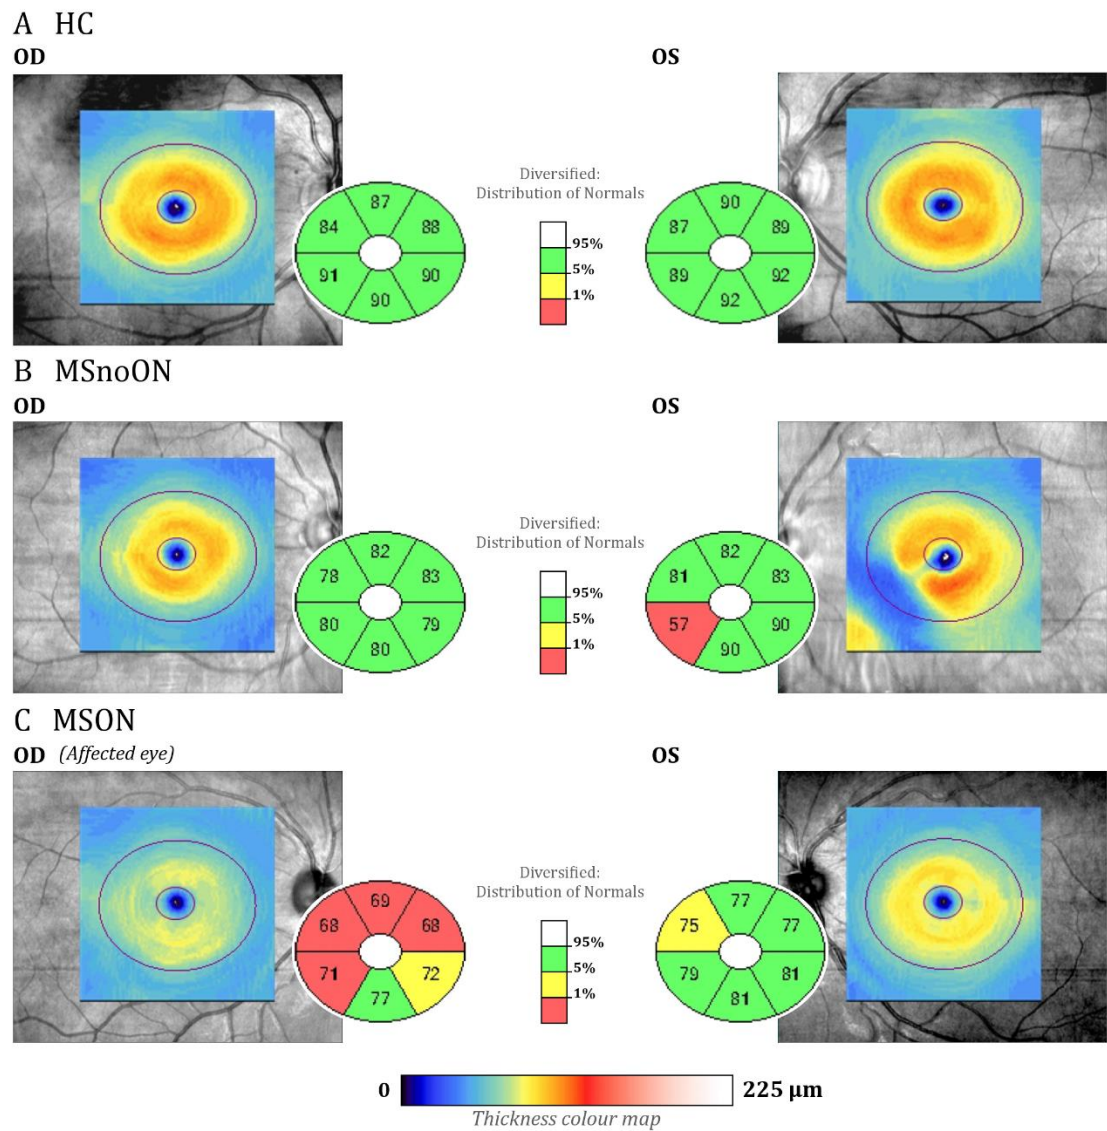 A HC
OD
OS
87
84
88
91
90
90
Diversified:
Distribution of Normals
95%
5%
1%
90
87
89
89
92
92
B MSnoON
OD
OS
82
78
83
80
79
80
Diversified:
Distribution of Normals
95%
5%
1%
82
81
83
57
90
90
C MSON
OD (Affected eye)
OS
69
68
68
71
72
77
Diversified:
Distribution of Normals
95%
5%
1%
77
75
77
79
81
81
0
225 μm
Thickness colour map